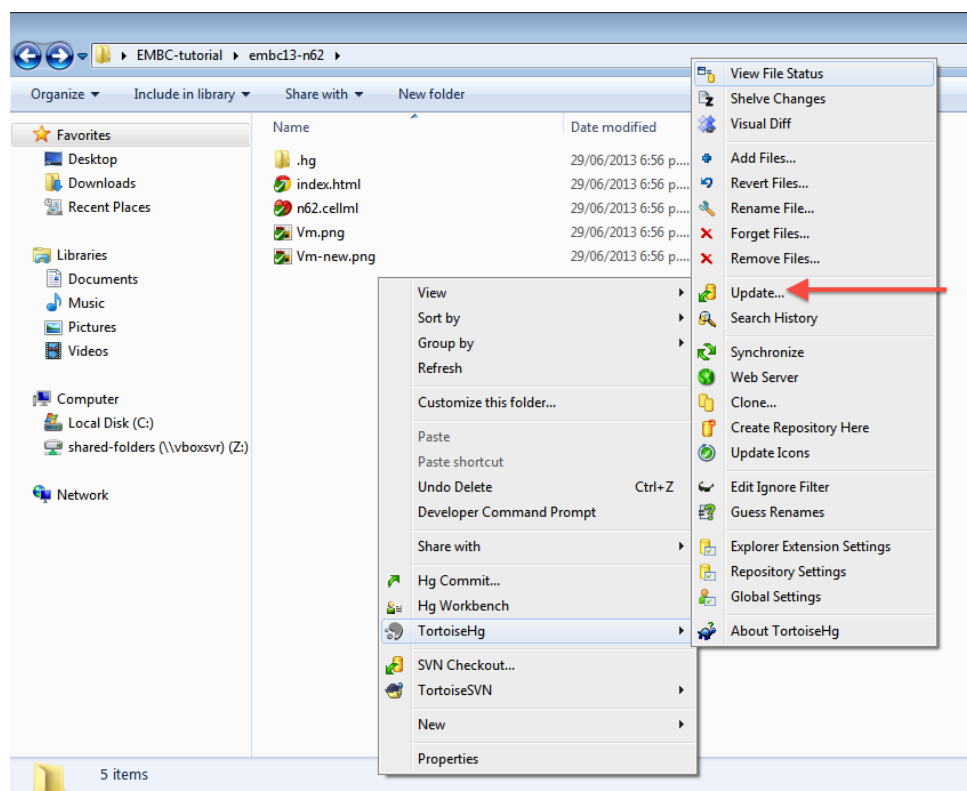 EMBC-tutorial embc13-n62
Organize Include in library Share with New folder
Favorites
Desktop
Downloads
Recent Places
Libraries
Documents
Music
Pictures
Videos
Computer
Local Disk (C:)
shared-folders (\\vboxsvr) (Z:)
Network
Name Date modified
.hg 29/06/2013 6:56 p....
index.html 29/06/2013 6:56 p....
n62.cellml 29/06/2013 6:56 p....
Vm.png 29/06/2013 6:56 p....
Vm-new.png 29/06/2013 6:56 p....
View
Sort by
Group by
Refresh
Customize this folder...
Paste
Paste shortcut
Undo Delete Ctrl+Z
Developer Command Prompt
Share with
Hg Commit...
Hg Workbench
TortoiseHg
SVN Checkout...
TortoiseSVN
New
Properties
View File Status
Shelve Changes
Visual Diff
Add Files...
Revert Files...
Rename File...
Forget Files...
Remove Files...
Update...
Search History
Synchronize
Web Server
Clone...
Create Repository Here
Update Icons
Edit Ignore Filter
Guess Renames
Explorer Extension Settings
Repository Settings
Global Settings
About TortoiseHg
5 items